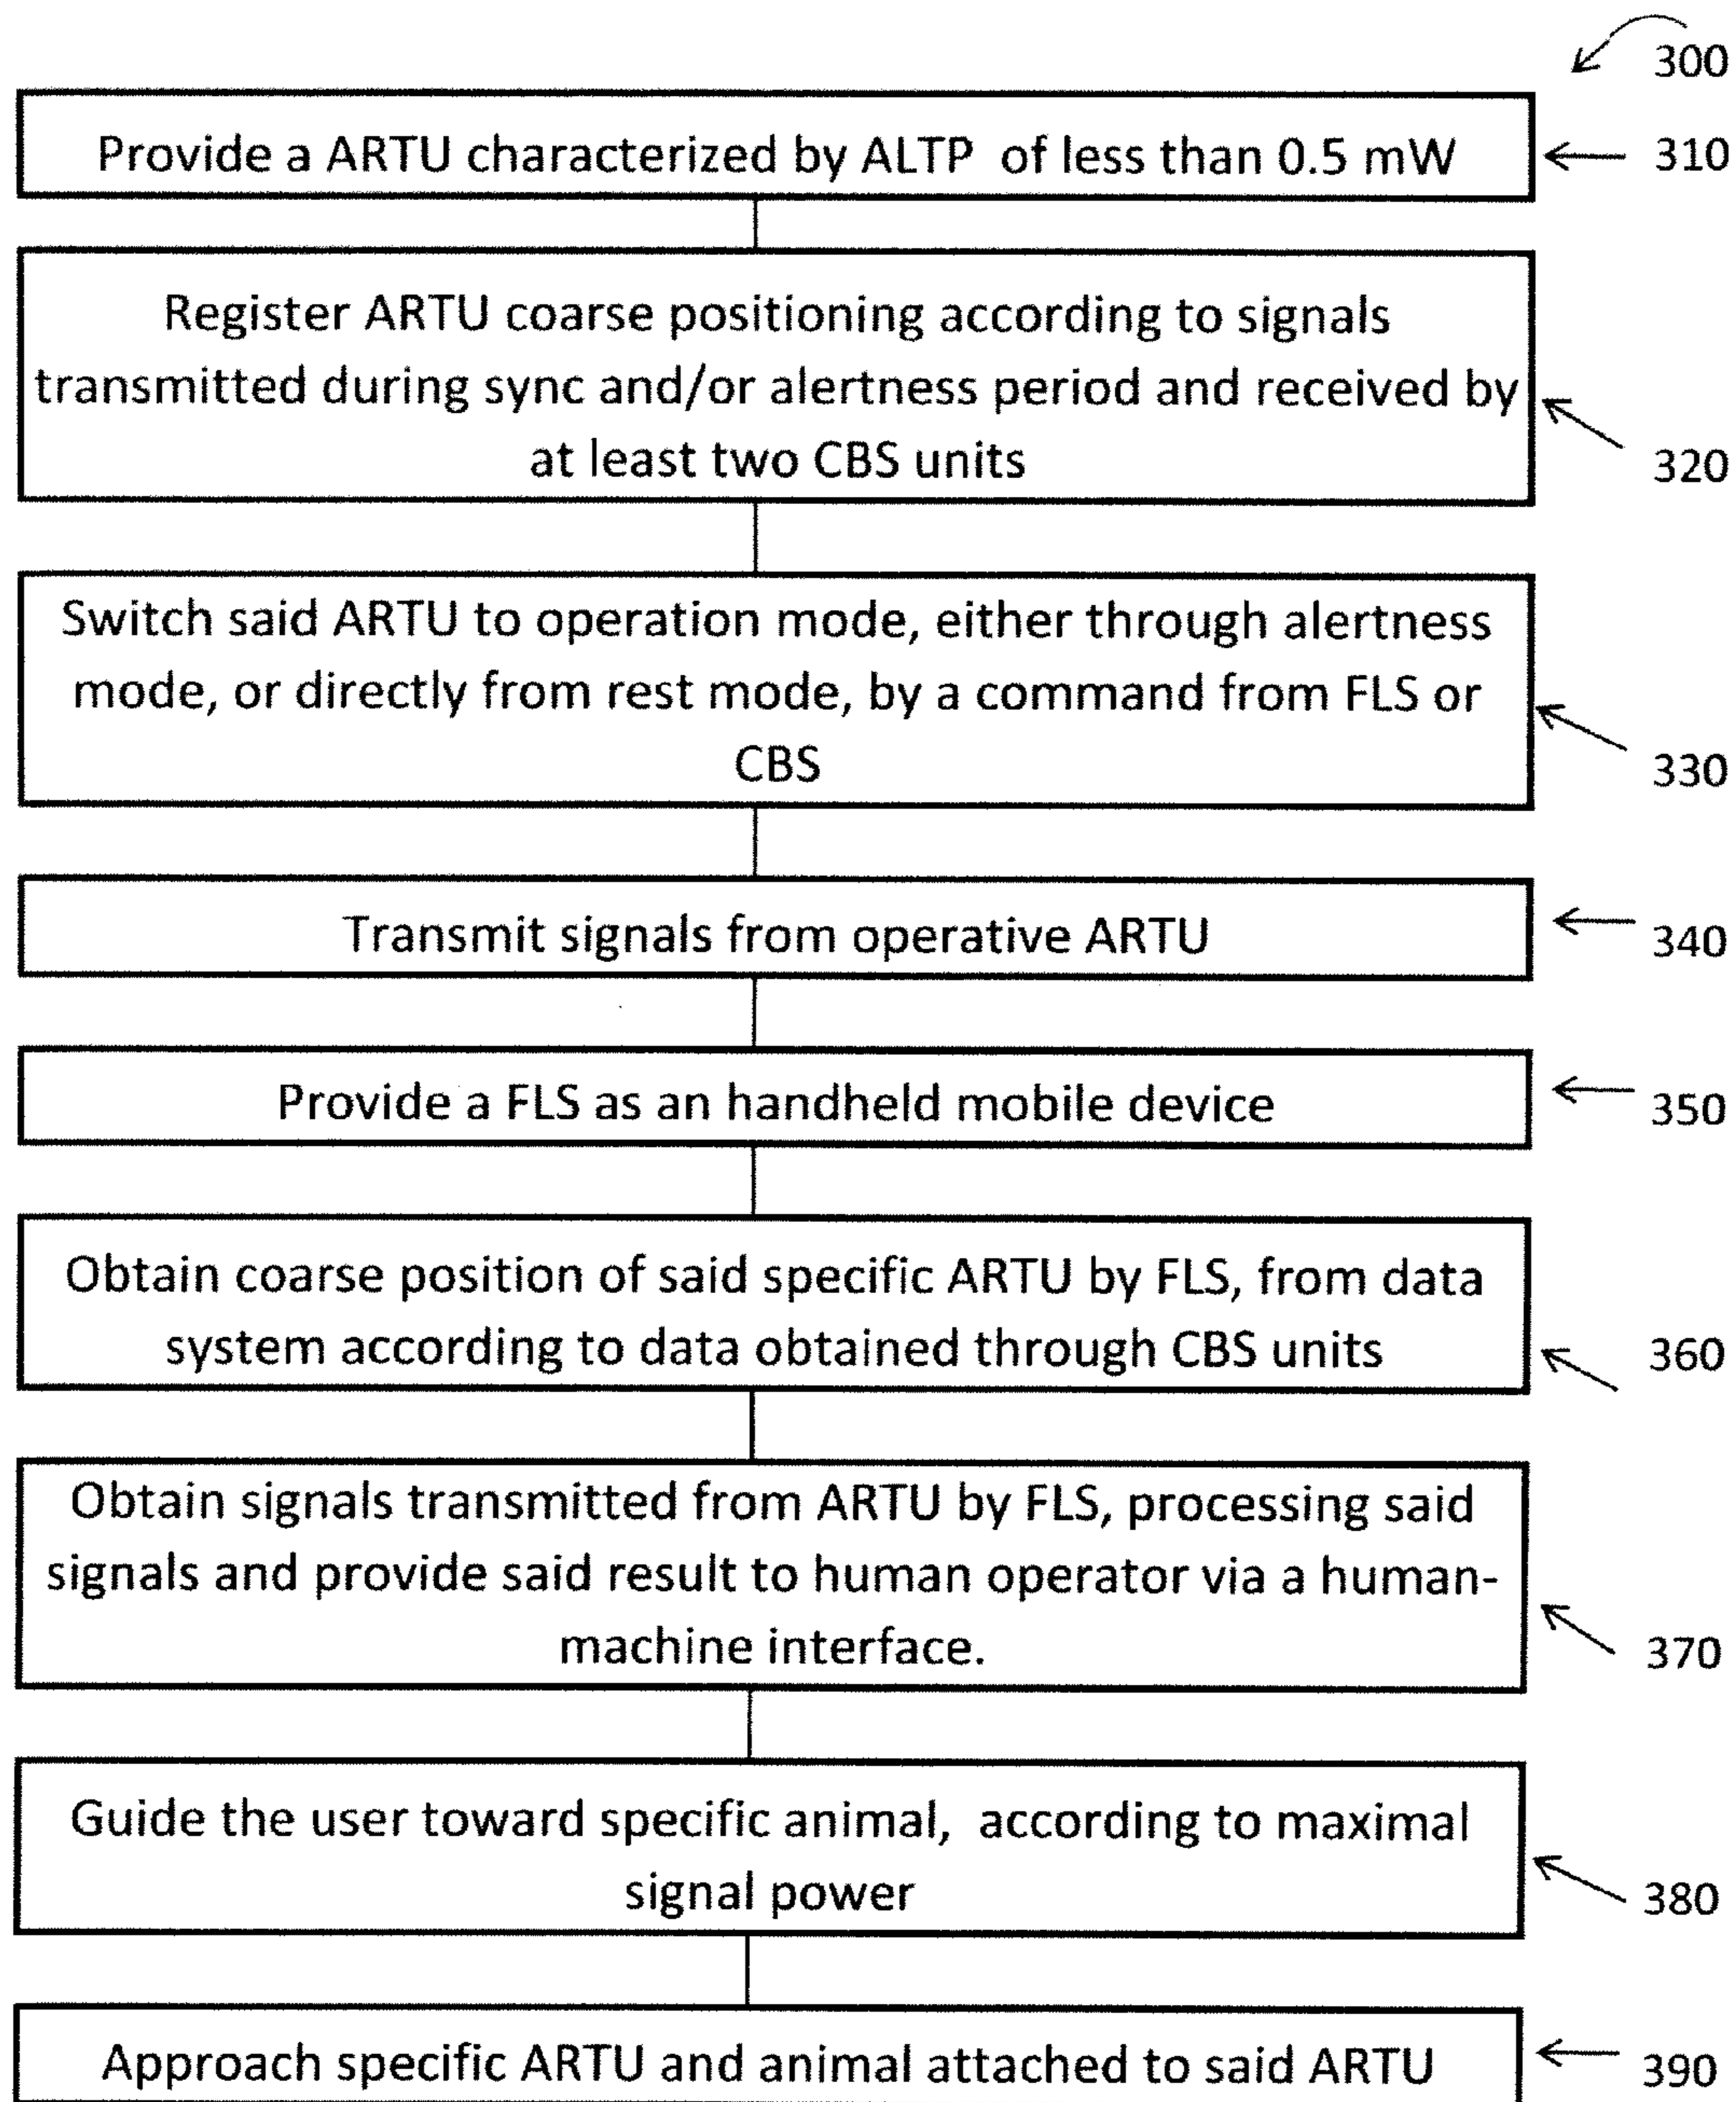 300
Provide a ARTU characterized by ALTP of less than 0.5 mW
310
Register ARTU coarse positioning according to signals
transmitted during sync and/or alertness period and received by
at least two CBS units
320
Switch said ARTU to operation mode, either through alertness
mode, or directly from rest mode, by a command from FLS or
CBS
330
Transmit signals from operative ARTU
340
Provide a FLS as an handheld mobile device
350
Obtain coarse position of said specific ARTU by FLS, from data
system according to data obtained through CBS units
360
Obtain signals transmitted from ARTU by FLS, processing said
signals and provide said result to human operator via a human-
machine interface.
370
Guide the user toward specific animal, according to maximal
signal power
380
Approach specific ARTU and animal attached to said ARTU
390